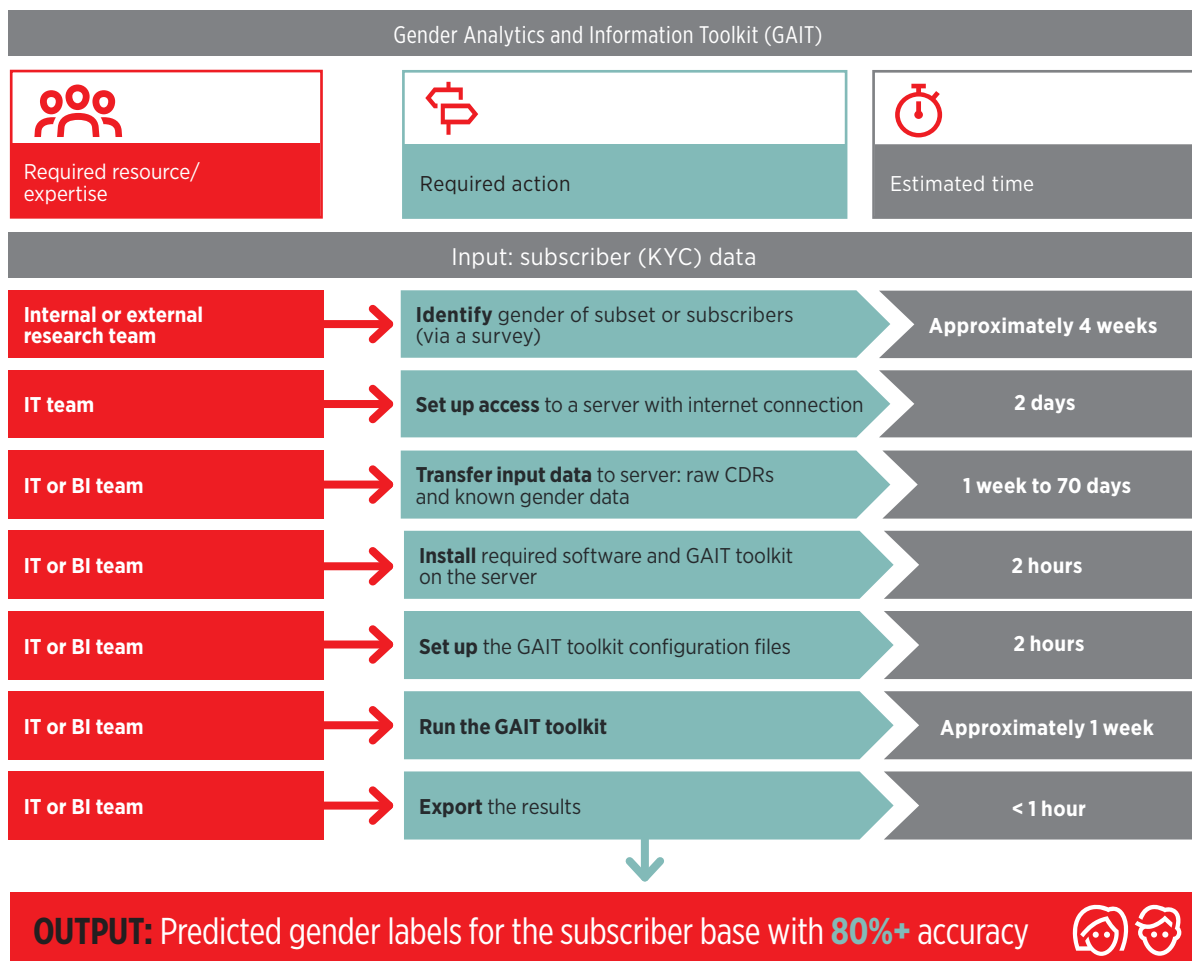 Gender Analytics and Information Toolkit (GAIT)
Required resource/
expertise
Required action
Estimated time
Input: subscriber (KYC) data
Internal or external
research team
Identify gender of subset or subscribers
(via a survey)
Approximately 4 weeks
IT team
Set up access to a server with internet connection
2 days
IT or BI team
Transfer input data to server: raw CDRs
and known gender data
1 week to 70 days
IT or BI team
Install required software and GAIT toolkit
on the server
2 hours
IT or BI team
Set up the GAIT toolkit configuration files
2 hours
IT or BI team
Run the GAIT toolkit
Approximately 1 week
IT or BI team
Export the results
< 1 hour
OUTPUT: Predicted gender labels for the subscriber base with 80%+ accuracy